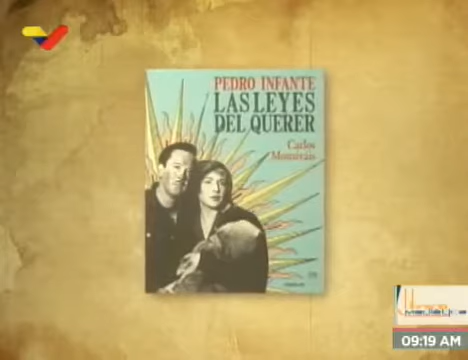 PEDRO INFANTE
LAS LEYES
DEL QUERER
Carlos
Monsiváis
09:19 AM